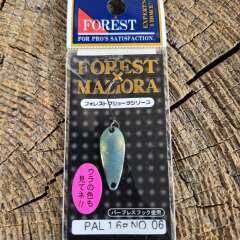 FOREST
FOR PRO'S SATISFACTION.
FOREST
×
MAZIORA
フォレストマジョーラシリーズ
ウラの色も
見てネ!!
バーブレスフック使用
PAL 1.6g NO. 06